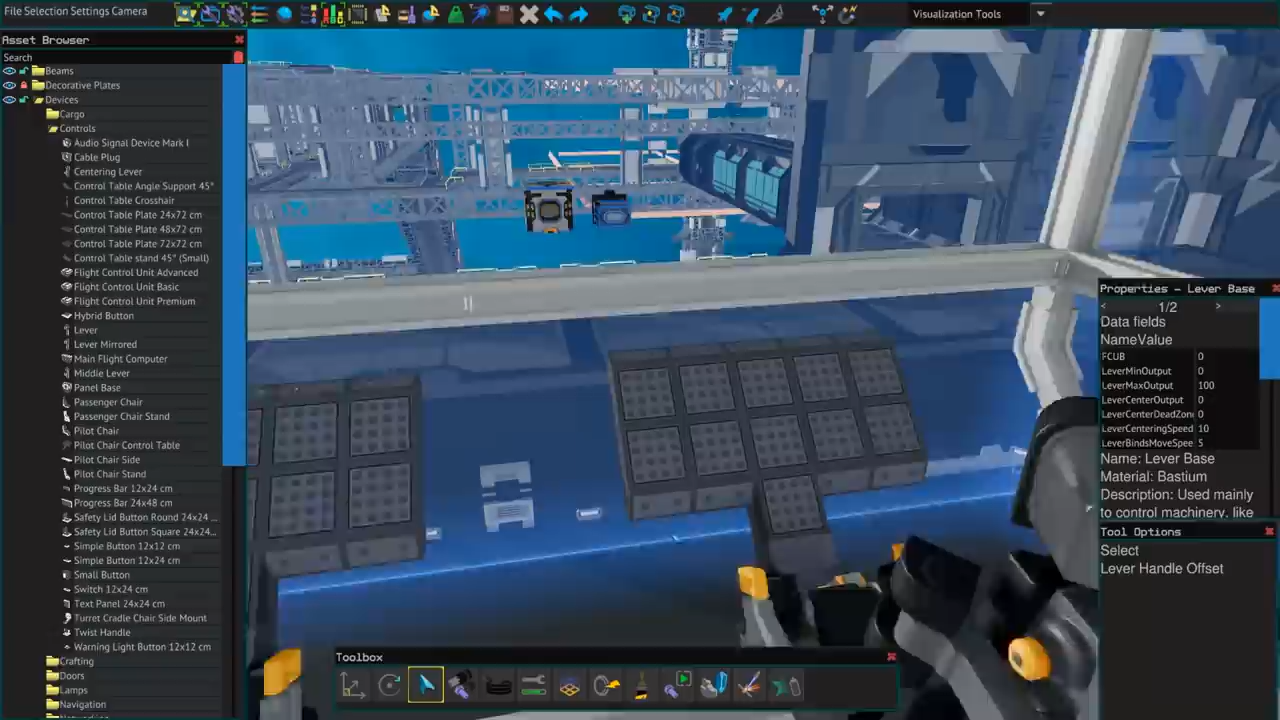 File Selection Settings Camera
Visualization Tools
Asset Browser
Search
Beams
Decorative Plates
Devices
Cargo
Controls
Audio Signal Device Mark I
Cable Plug
Centering Lever
Control Table Angle Support 45°
Control Table Crosshair
Control Table Plate 24x72 cm
Control Table Plate 48x72 cm
Control Table Plate 72x72 cm
Control Table stand 45° (Small)
Flight Control Unit Advanced
Flight Control Unit Basic
Flight Control Unit Premium
Hybrid Button
Lever
Lever Mirrored
Main Flight Computer
Middle Lever
Panel Base
Passenger Chair
Passenger Chair Stand
Pilot Chair
Pilot Chair Control Table
Pilot Chair Side
Pilot Chair Stand
Progress Bar 12x24 cm
Progress Bar 24x48 cm
Safety Lid Button Round 24x24 ...
Safety Lid Button Square 24x24...
Simple Button 12x12 cm
Simple Button 12x24 cm
Small Button
Switch 12x24 cm
Text Panel 24x24 cm
Turret Cradle Chair Side Mount
Twist Handle
Warning Light Button 12x12 cm
Crafting
Doors
Lamps
Navigation
Properties - Lever Base
< 1/2 >
Data fields
NameValue
FCUB 0
LeverMinOutput 0
LeverMaxOutput 100
LeverCenterOutput 0
LeverCenterDeadZon 0
LeverCenteringSpeed 10
LeverBindsMoveSpee 5
Name: Lever Base
Material: Bastium
Description: Used mainly
to control machinery, like
Tool Options
Select
Lever Handle Offset
Toolbox